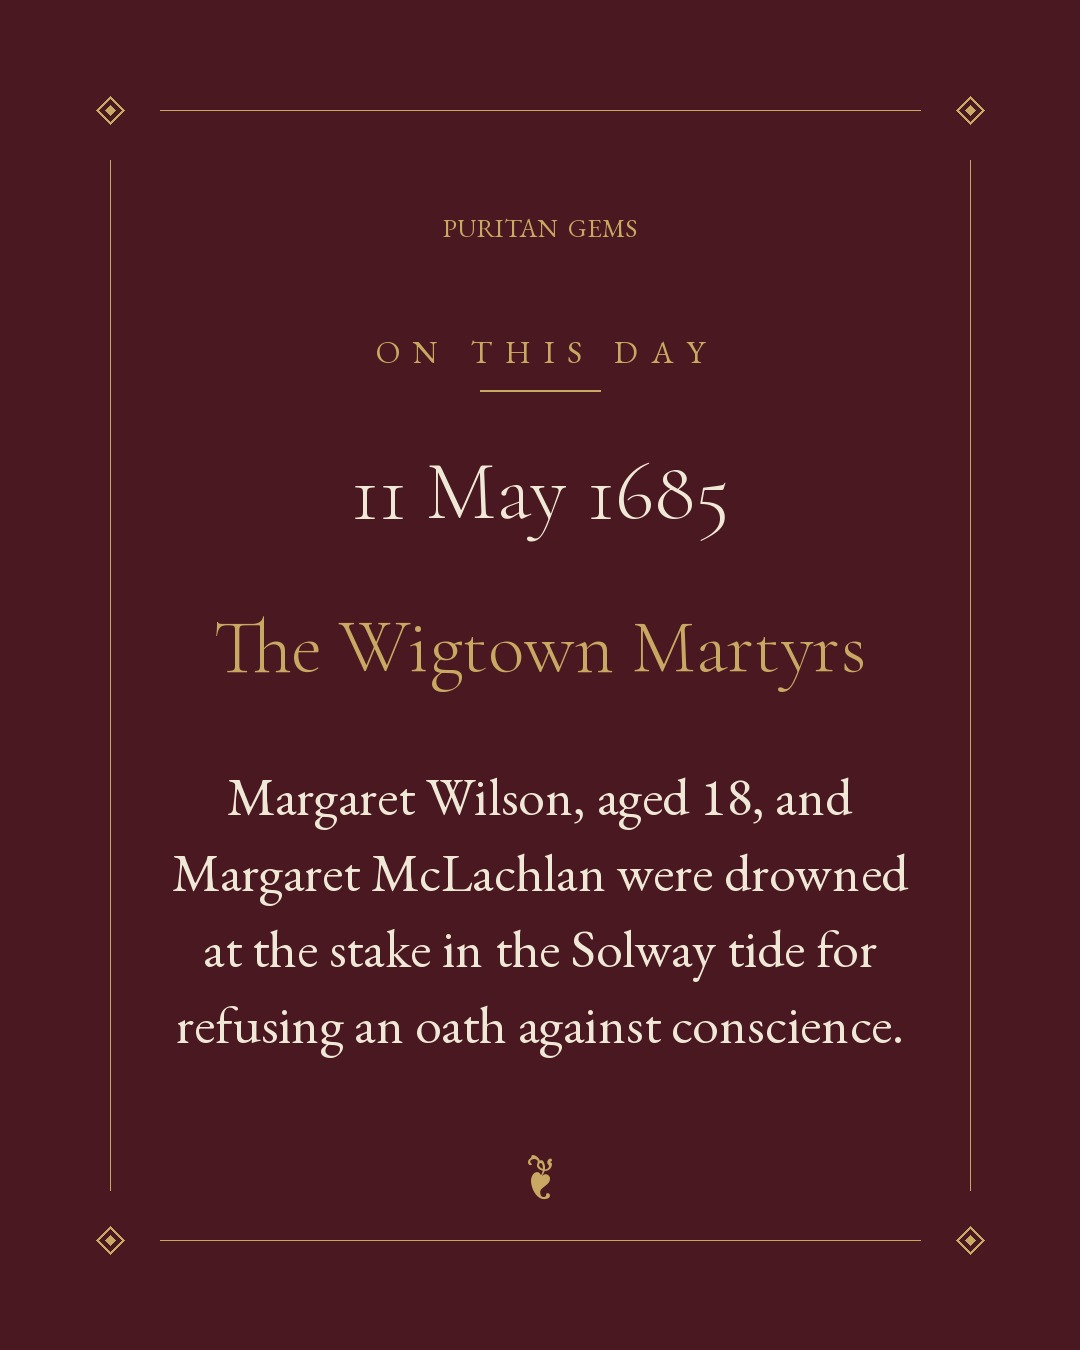 PURITAN GEMS
ON THIS DAY
11 May 1685
The Wigtown Martyrs
Margaret Wilson, aged 18, and
Margaret McLachlan were drowned
at the stake in the Solway tide for
refusing an oath against conscience.